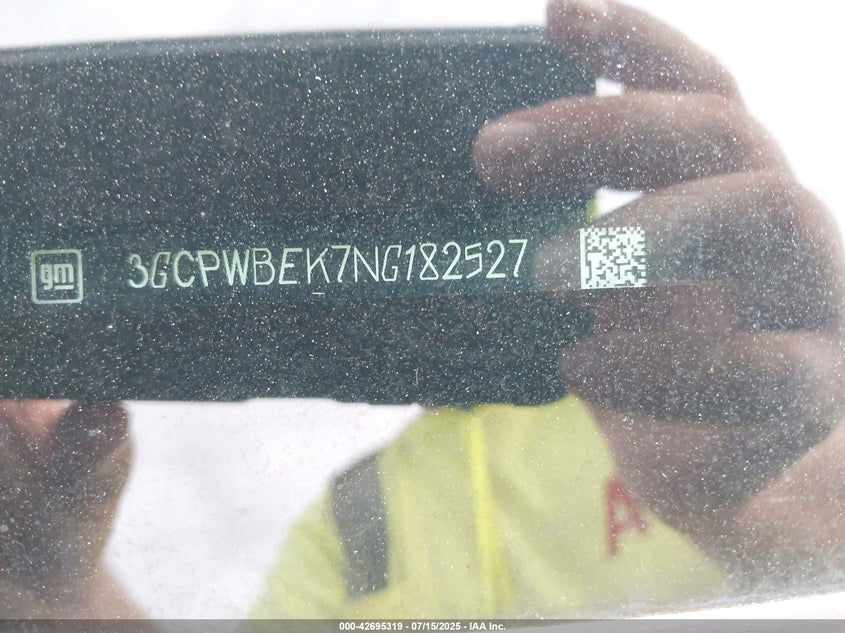 gm
3GCPWBEK7NG182527
A
000-42695319 - 07/15/2025 - IAA Inc.